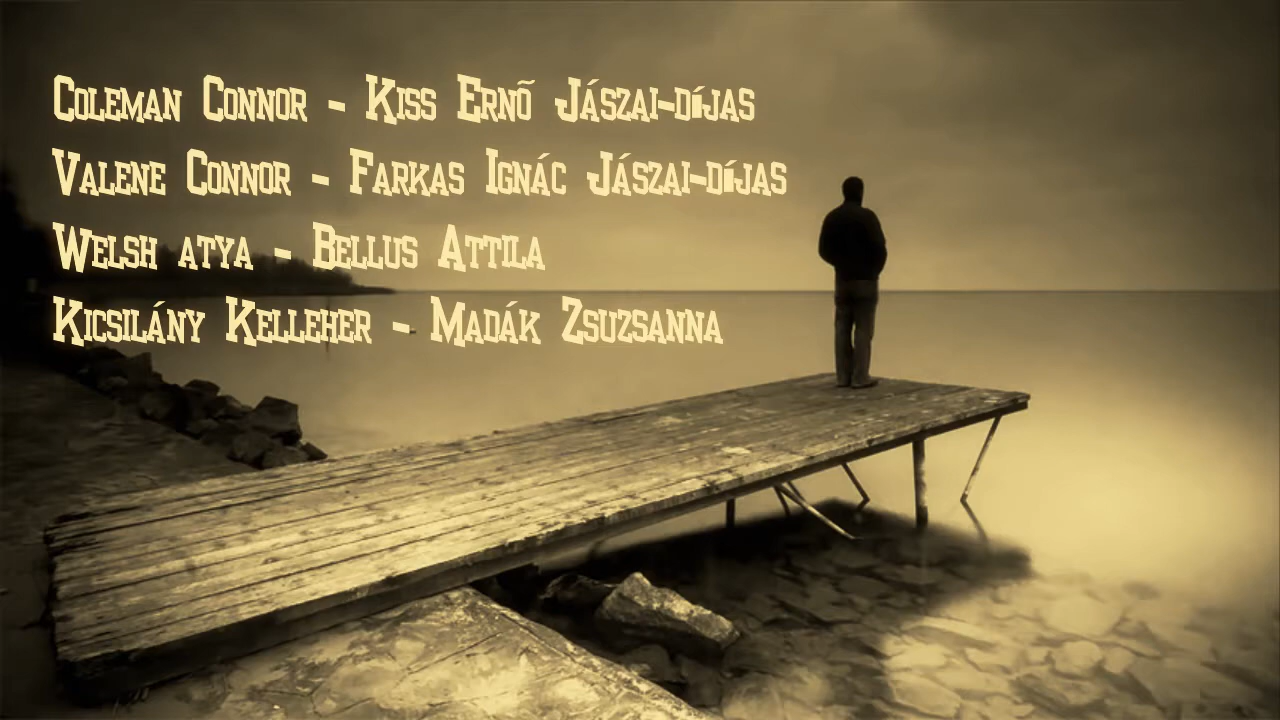 Coleman Connor - Kiss Ernõ Jászai-díjas
Valene Connor - Farkas Ignác Jászai-díjas
Welsh atya - Bellus Attila
Kicsilány Kelleher - Madák Zsuzsanna